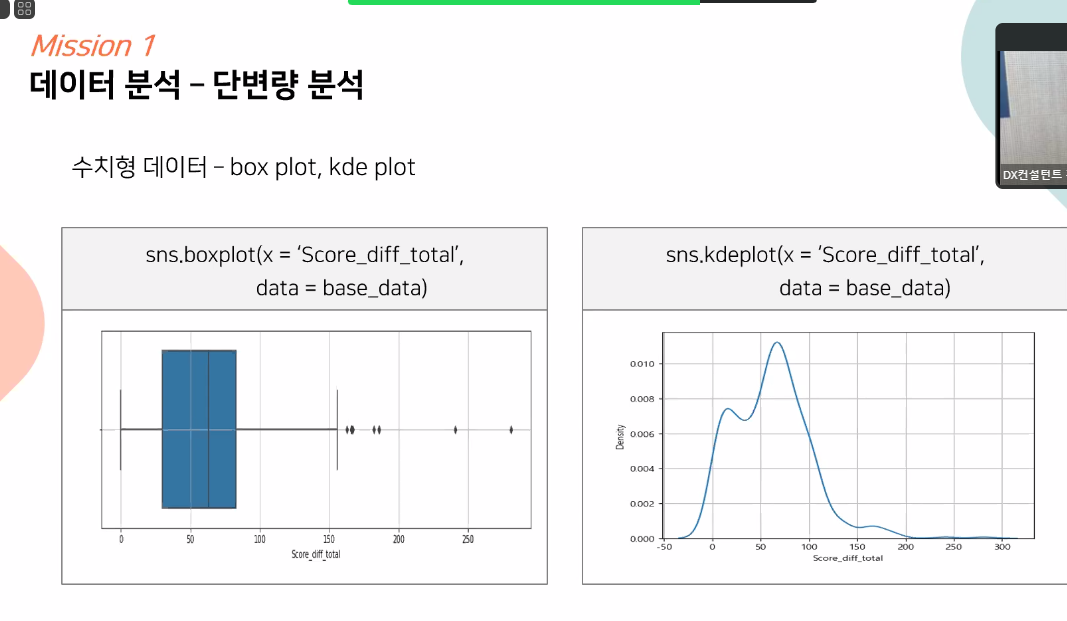 Mission 1
데이터 분석 – 단변량 분석
수치형 데이터 – box plot, kde plot
sns.boxplot(x = ‘Score_diff_total’,
data = base_data)
sns.kdeplot(x = ‘Score_diff_total’,
data = base_data)
0 50 100 150 200 250
Score_diff_total
0.010
0.008
0.006
0.004
0.002
0.000
Density
-50 0 50 100 150 200 250 300
Score_diff_total
DX컨설턴트